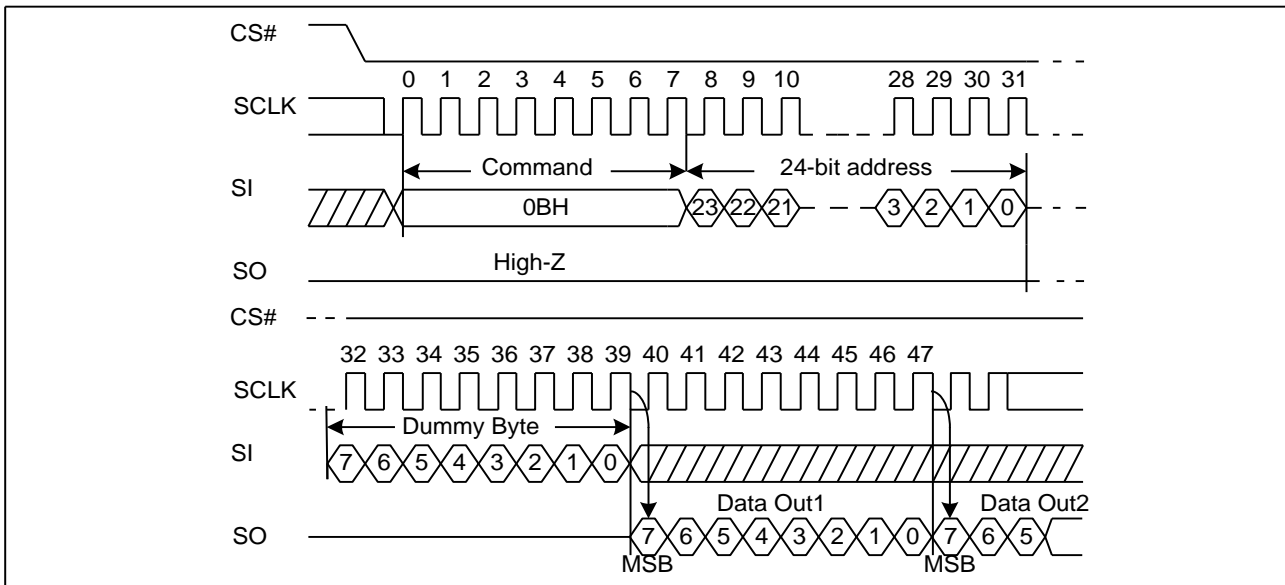 CS#
0 1 2 3 4 5 6 7 8 9 10 28 29 30 31
SCLK
Command 24-bit address
SI
0BH 23 22 21 3 2 1 0
High-Z
SO
CS#
32 33 34 35 36 37 38 39 40 41 42 43 44 45 46 47
SCLK
Dummy Byte
SI
7 6 5 4 3 2 1 0
Data Out1 Data Out2
SO
7 6 5 4 3 2 1 0 7 6 5
MSB MSB